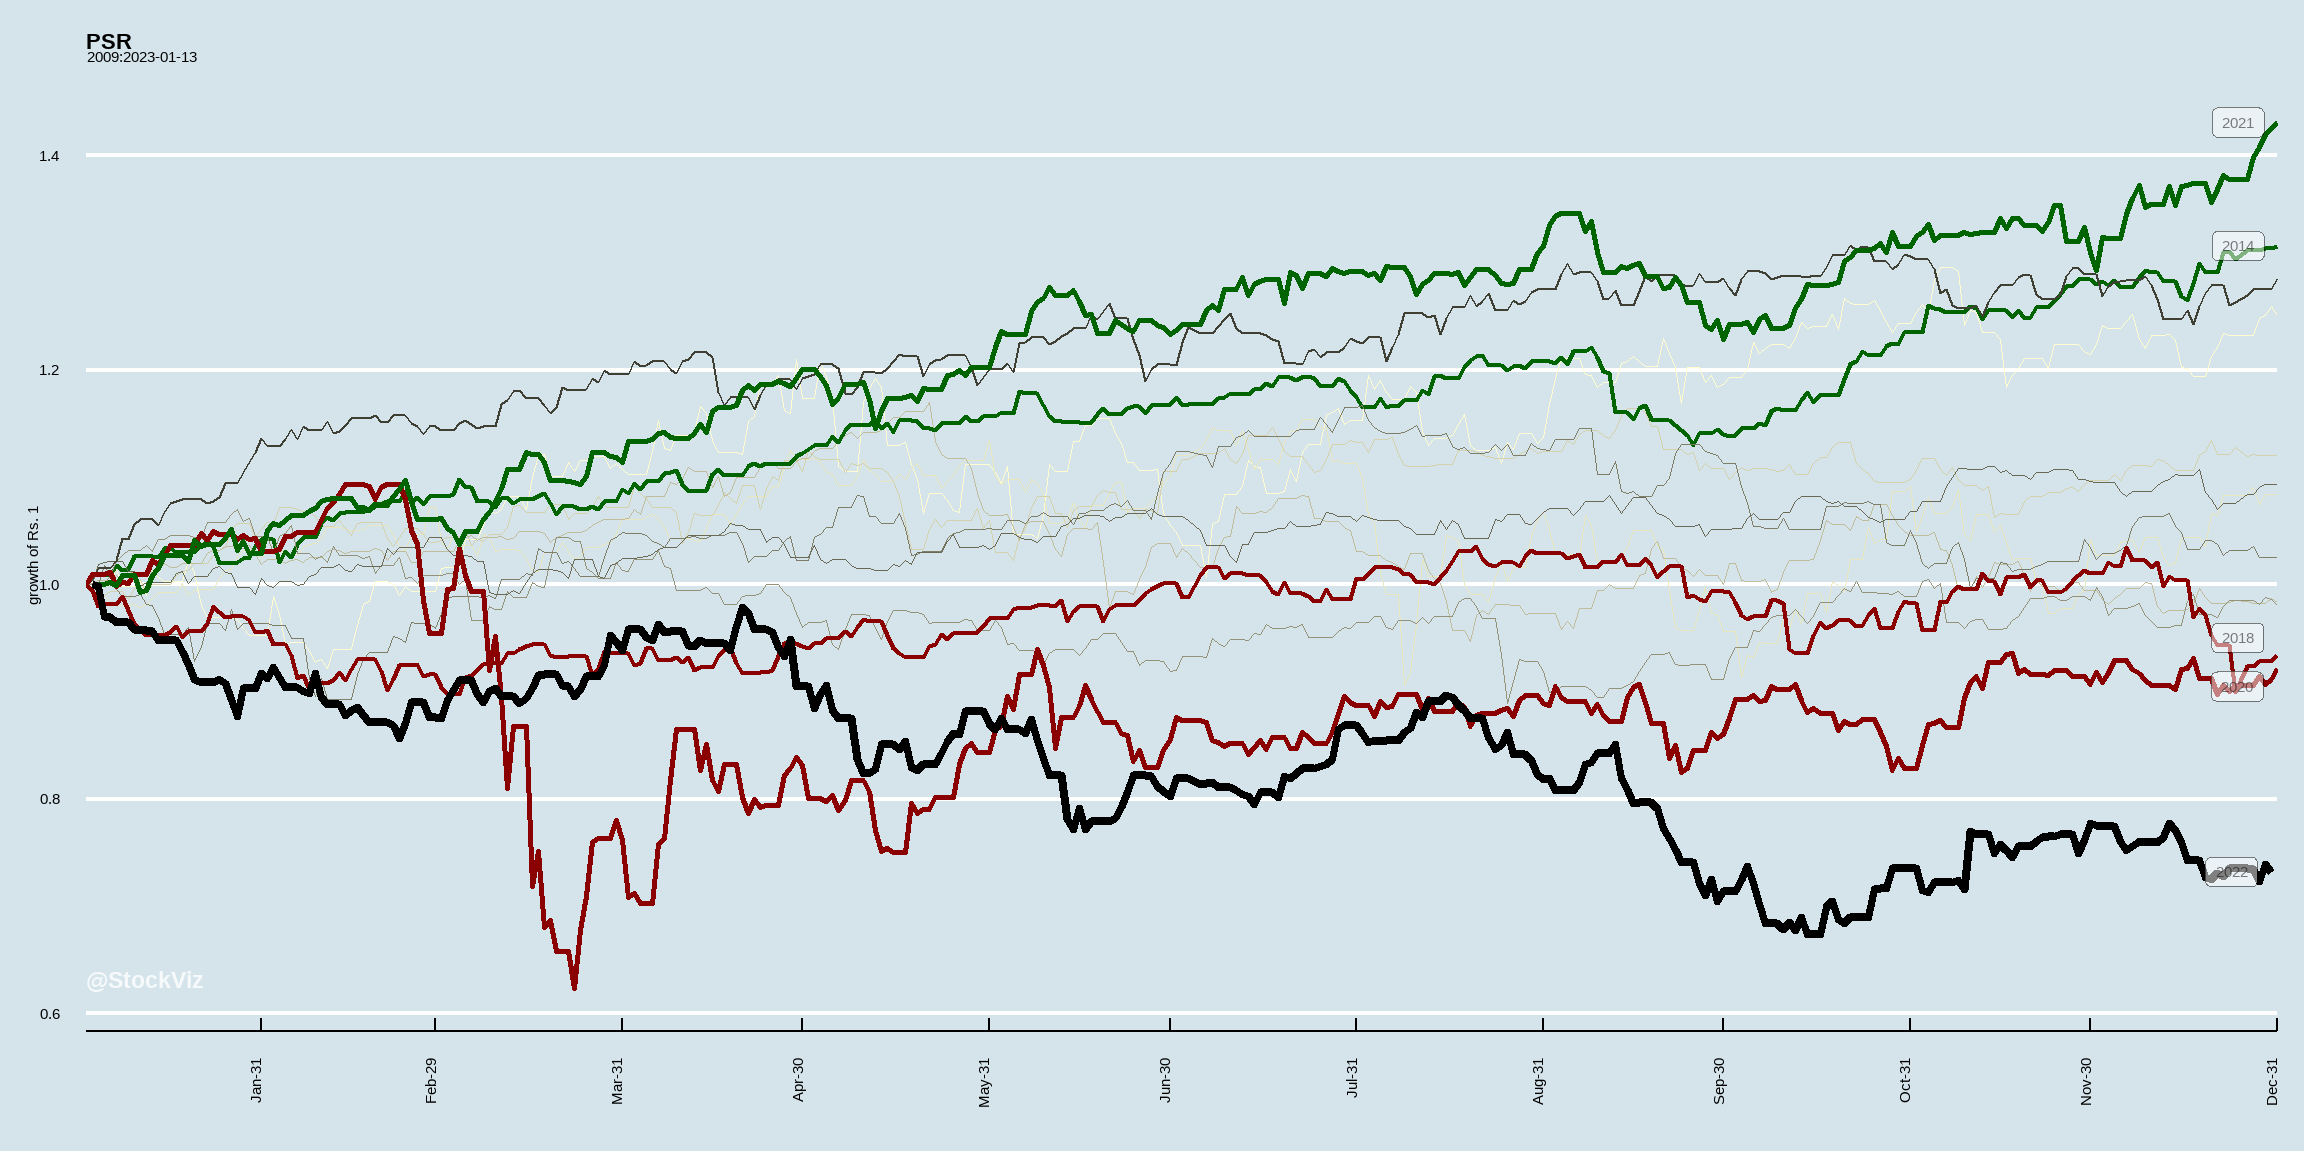 PSR
2009:2023-01-13
growth of Rs. 1
1.4
1.2
1.0
0.8
0.6
2021
2014
2018
2020
2022
@StockViz
Jan-31
Feb-29
Mar-31
Apr-30
May-31
Jun-30
Jul-31
Aug-31
Sep-30
Oct-31
Nov-30
Dec-31